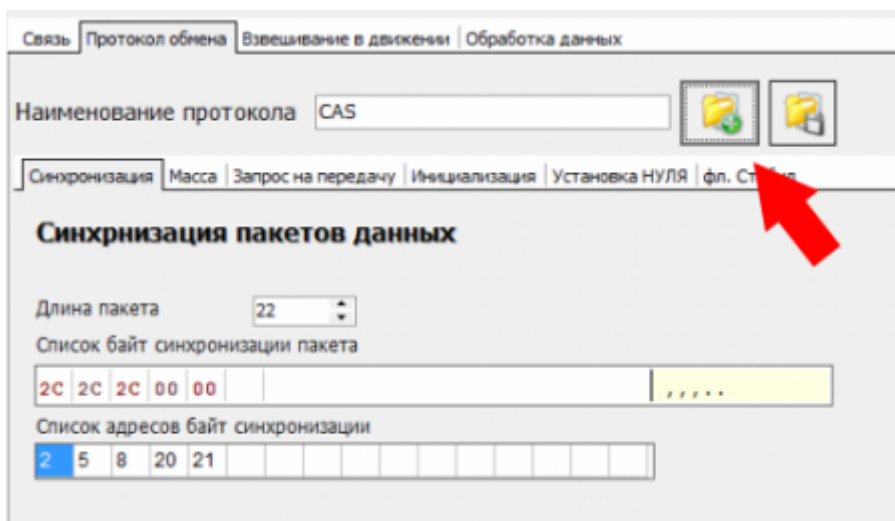 Связь Протокол обмена Взвешивание в движении Обработка данных
Наименование протокола CAS
Синхронизация Масса Запрос на передачу Инициализация Установка НУЛЯ фл.
Синхрнизация пакетов данных
Длина пакета 22
Список байт синхронизации пакета
2C 2C 2C 00 00 ,,,..
Список адресов байт синхронизации
2 5 8 20 21